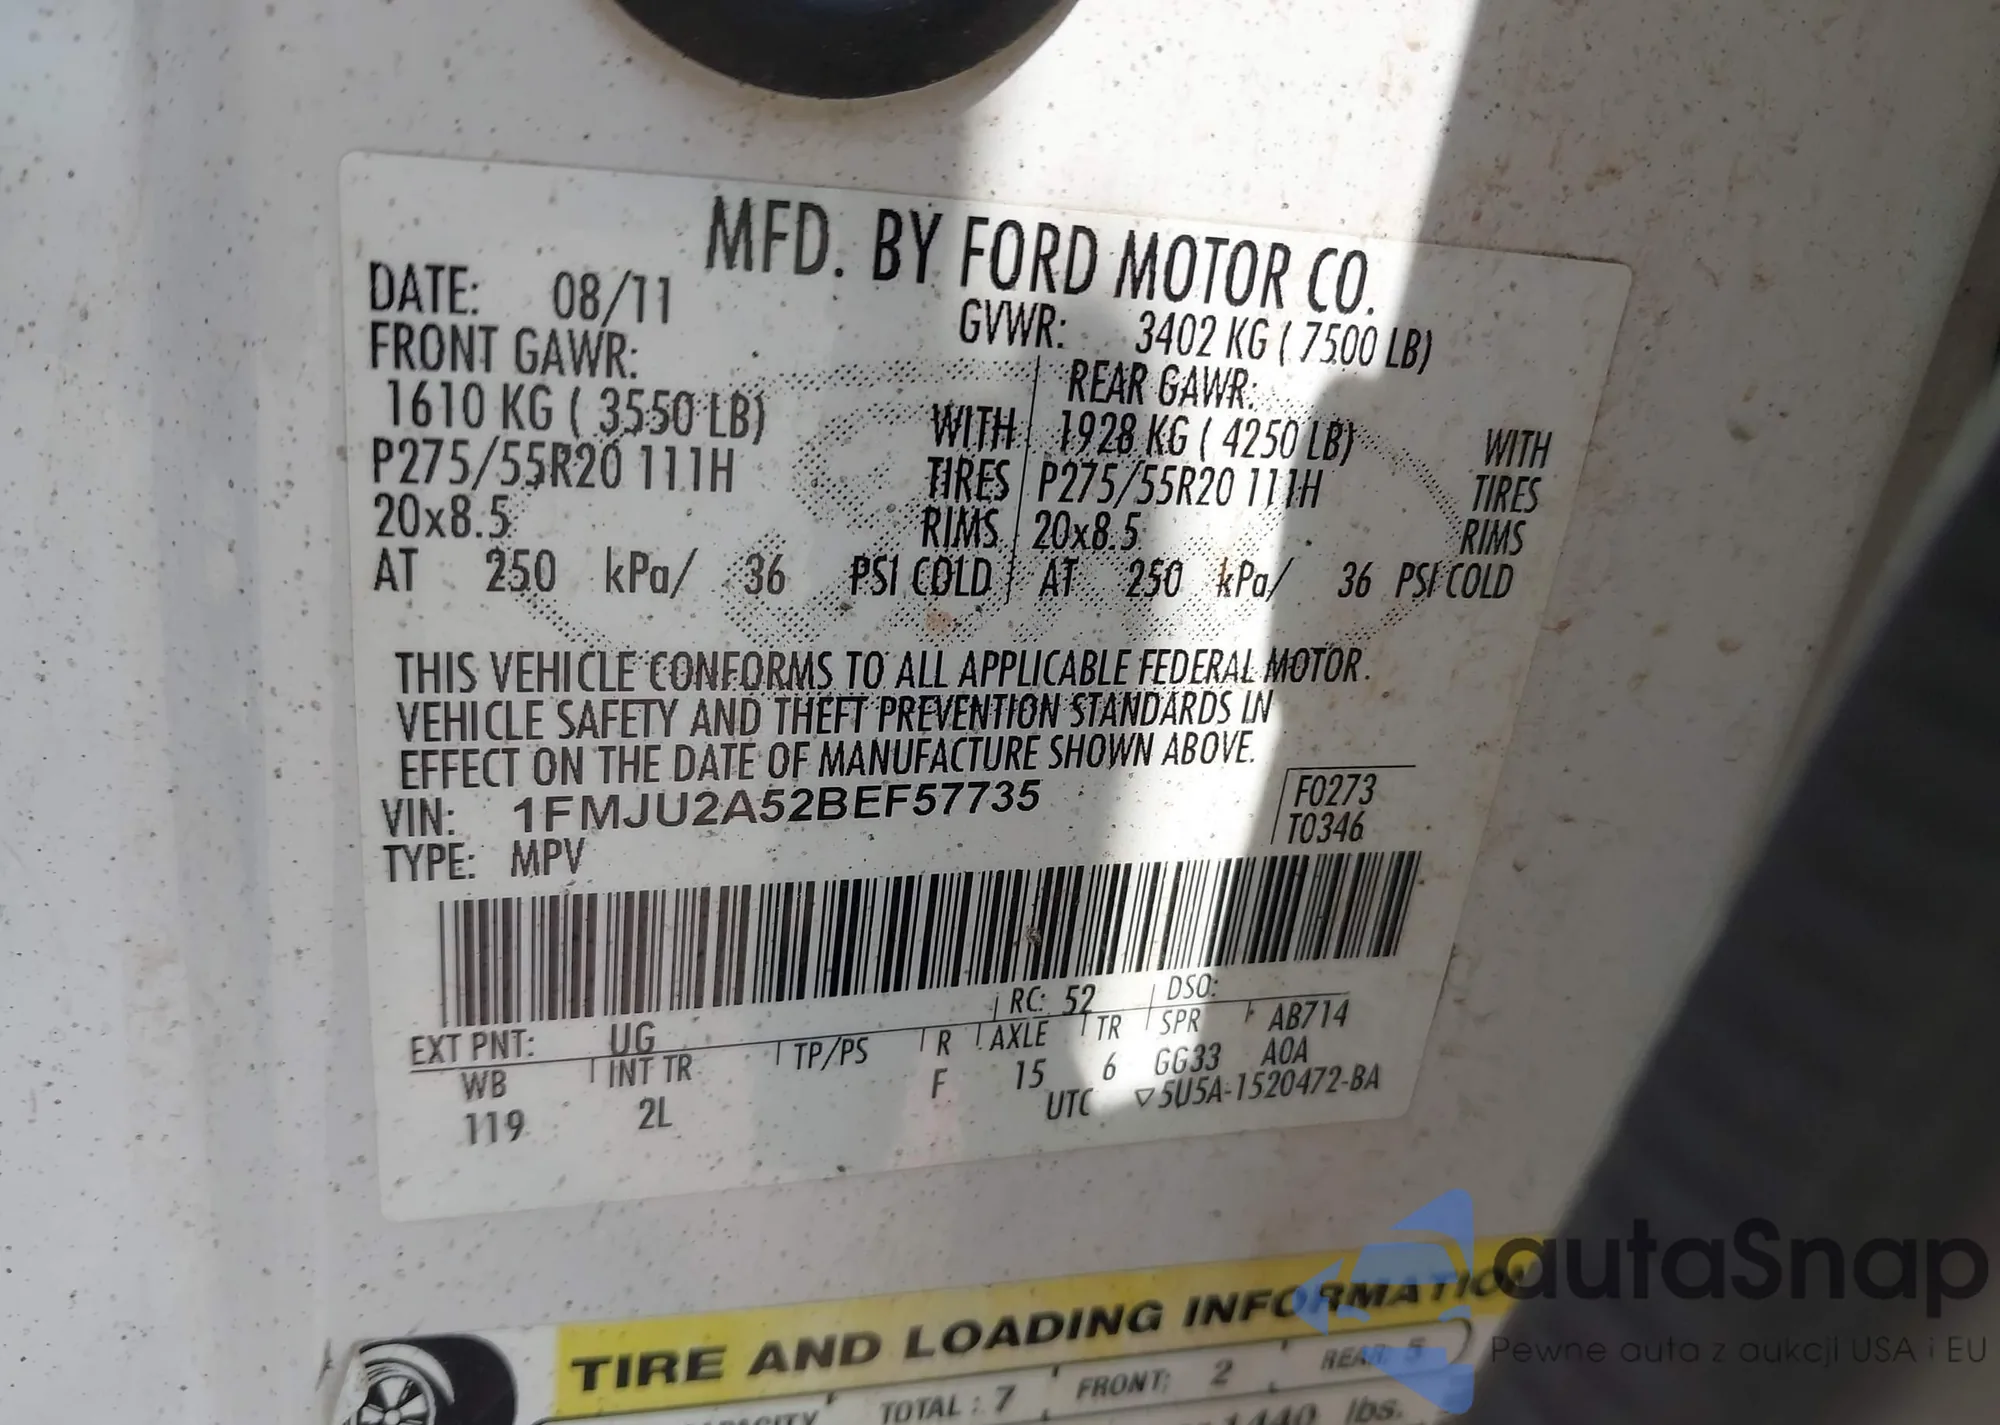 MFD. BY FORD MOTOR CO.
DATE: 08/11
GVWR: 3402 KG ( 7500 LB)
FRONT GAWR:
REAR GAWR:
1610 KG ( 3550 LB) WITH
1928 KG ( 4250 LB) WITH
P275/55R20 111H TIRES
P275/55R20 111H TIRES
20x8.5 RIMS
20x8.5 RIMS
AT 250 kPa/ 36 PSI COLD
AT 250 kPa/ 36 PSI COLD
THIS VEHICLE CONFORMS TO ALL APPLICABLE FEDERAL MOTOR
VEHICLE SAFETY AND THEFT PREVENTION STANDARDS IN
EFFECT ON THE DATE OF MANUFACTURE SHOWN ABOVE.
VIN: 1FMJU2A52BEF57735
F0273
TYPE: MPV
T0346
EXT PNT: UG RC: 52 DSO:
WB INT TR TP/PS R AXLE TR SPR AB714
119 2L F 15 6 GG33 A0A
UTC ▽5U5A-1520472-BA
TIRE AND LOADING INFORMATION
TOTAL : 7 FRONT: 2 REAR: 5
1440 lbs.
autaSnap
Pewne auta z aukcji USA i EU